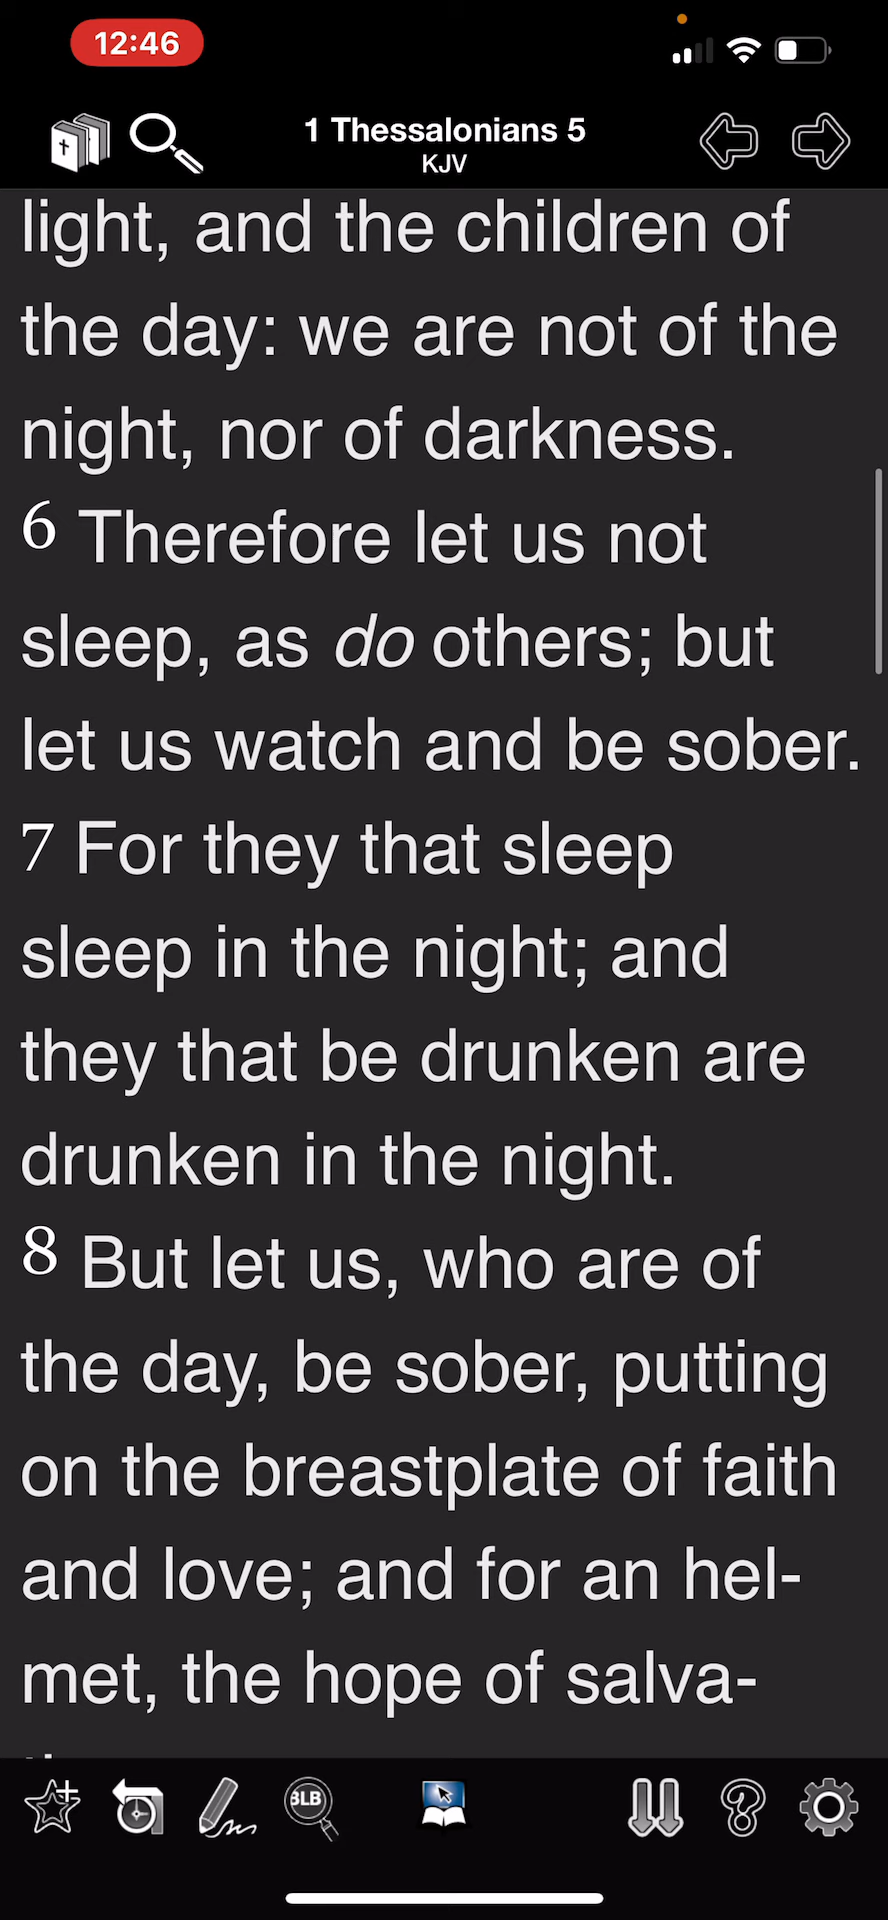 12:46
1 Thessalonians 5
KJV
light, and the children of
the day: we are not of the
night, nor of darkness.
6 Therefore let us not
sleep, as do others; but
let us watch and be sober.
7 For they that sleep
sleep in the night; and
they that be drunken are
drunken in the night.
8 But let us, who are of
the day, be sober, putting
on the breastplate of faith
and love; and for an hel-
met, the hope of salva-
BLB